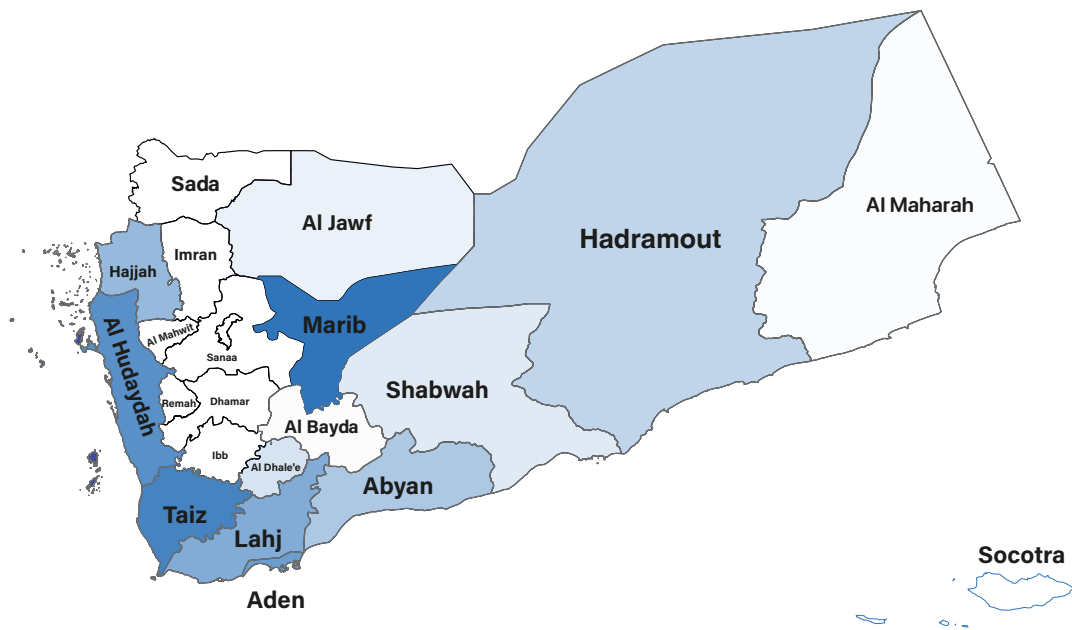 Sada
Al Jawf
Hadramout
Al Maharah
Imran
Hajjah
Marib
Al Mahwit
Al Hudaydah
Sanaa
Shabwah
Remah
Dhamar
Al Bayda
Ibb
Al Dhale'e
Abyan
Taiz
Lahj
Aden
Socotra